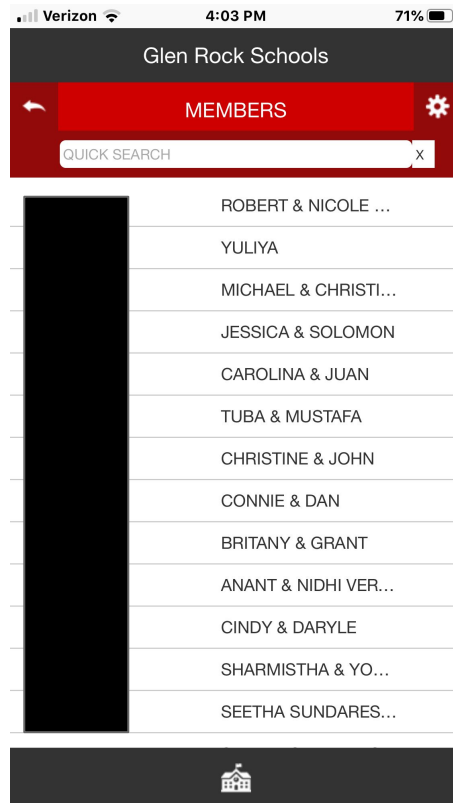 Verizon 4:03 PM 71%
Glen Rock Schools
MEMBERS
QUICK SEARCH X
ROBERT & NICOLE ...
YULIYA
MICHAEL & CHRISTI...
JESSICA & SOLOMON
CAROLINA & JUAN
TUBA & MUSTAFA
CHRISTINE & JOHN
CONNIE & DAN
BRITANY & GRANT
ANANT & NIDHI VER...
CINDY & DARYLE
SHARMISTHA & YO...
SEETHA SUNDARES...